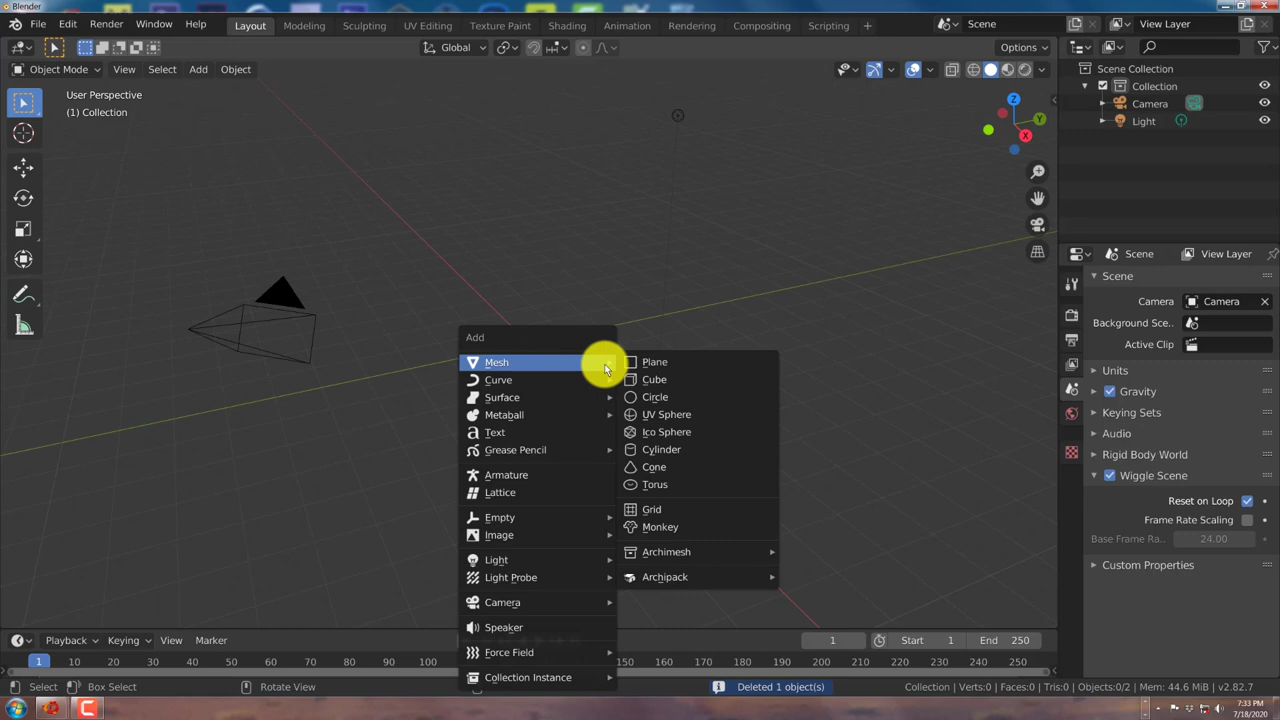 Blender
File Edit Render Window Help
Layout Modeling Sculpting UV Editing Texture Paint Shading Animation Rendering Compositing Scripting +
Scene
View Layer
Global
Options
Object Mode View Select Add Object
User Perspective
(1) Collection
Z
Y
X
Scene Collection
Collection
Camera
Light
Scene
View Layer
Scene
Camera
Camera
Background Sce..
Active Clip
Units
Gravity
Keying Sets
Audio
Rigid Body World
Wiggle Scene
Reset on Loop
Frame Rate Scaling
Base Frame Ra..
24.00
Custom Properties
Add
Mesh
Curve
Surface
Metaball
Text
Grease Pencil
Armature
Lattice
Empty
Image
Light
Light Probe
Camera
Speaker
Force Field
Collection Instance
Plane
Cube
Circle
UV Sphere
Ico Sphere
Cylinder
Cone
Torus
Grid
Monkey
Archimesh
Archipack
Playback Keying View Marker
1
Start 1
End 250
1 10 20 30 40 50 60 70 80 90 100 150 160 170 180 190 200 210 220 230 240 250
Select
Box Select
Rotate View
Deleted 1 object(s)
Collection | Verts:0 | Faces:0 | Tris:0 | Objects:0/2 | Mem: 44.6 MiB | v2.82.7
7:33 PM
7/18/2020